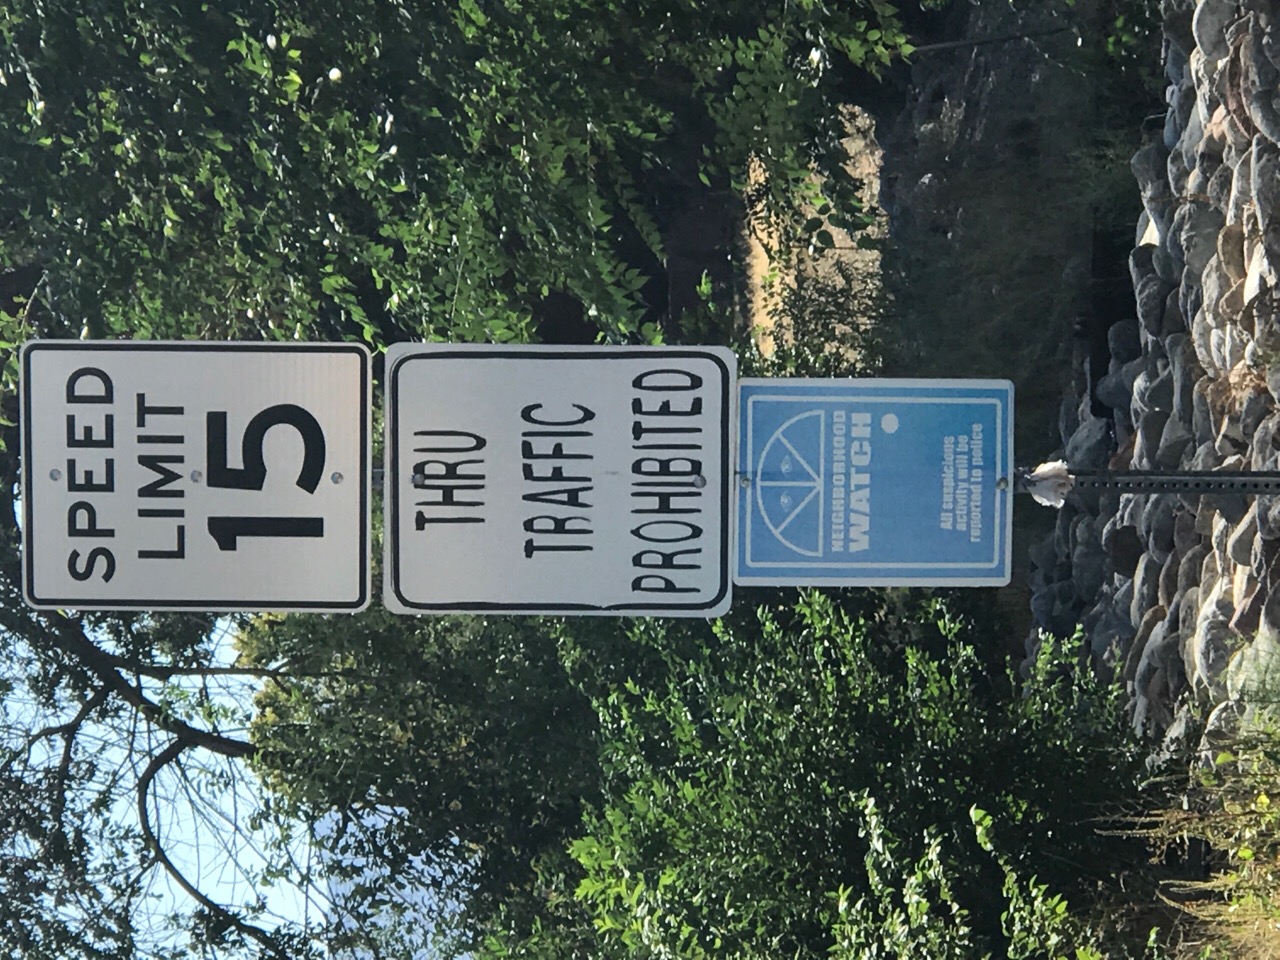 SPEED
LIMIT
15
THRU
TRAFFIC
PROHIBITED
NEIGHBORHOOD
WATCH
All suspicious
activity will be
reported to police